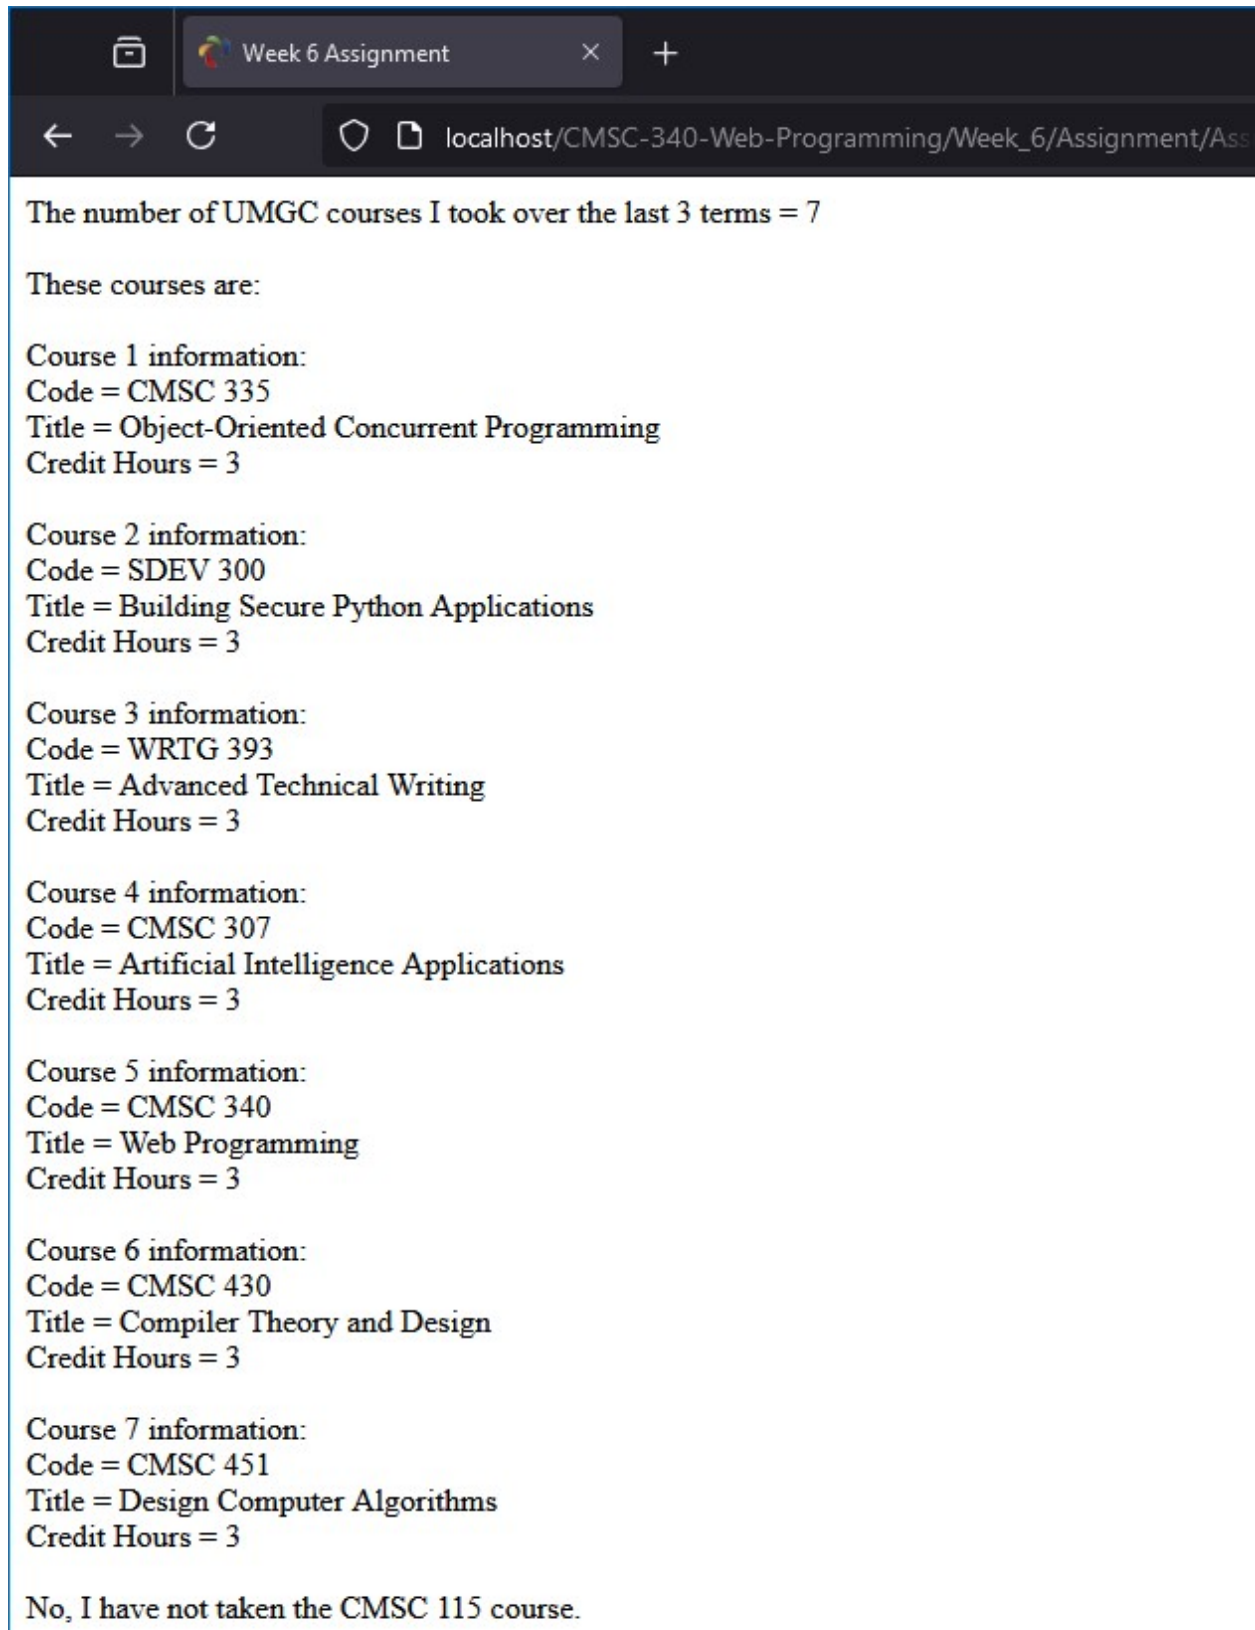 Week 6 Assignment
localhost/CMSC-340-Web-Programming/Week_6/Assignment/Ass
The number of UMGC courses I took over the last 3 terms = 7
These courses are:
Course 1 information:
Code = CMSC 335
Title = Object-Oriented Concurrent Programming
Credit Hours = 3
Course 2 information:
Code = SDEV 300
Title = Building Secure Python Applications
Credit Hours = 3
Course 3 information:
Code = WRTG 393
Title = Advanced Technical Writing
Credit Hours = 3
Course 4 information:
Code = CMSC 307
Title = Artificial Intelligence Applications
Credit Hours = 3
Course 5 information:
Code = CMSC 340
Title = Web Programming
Credit Hours = 3
Course 6 information:
Code = CMSC 430
Title = Compiler Theory and Design
Credit Hours = 3
Course 7 information:
Code = CMSC 451
Title = Design Computer Algorithms
Credit Hours = 3
No, I have not taken the CMSC 115 course.